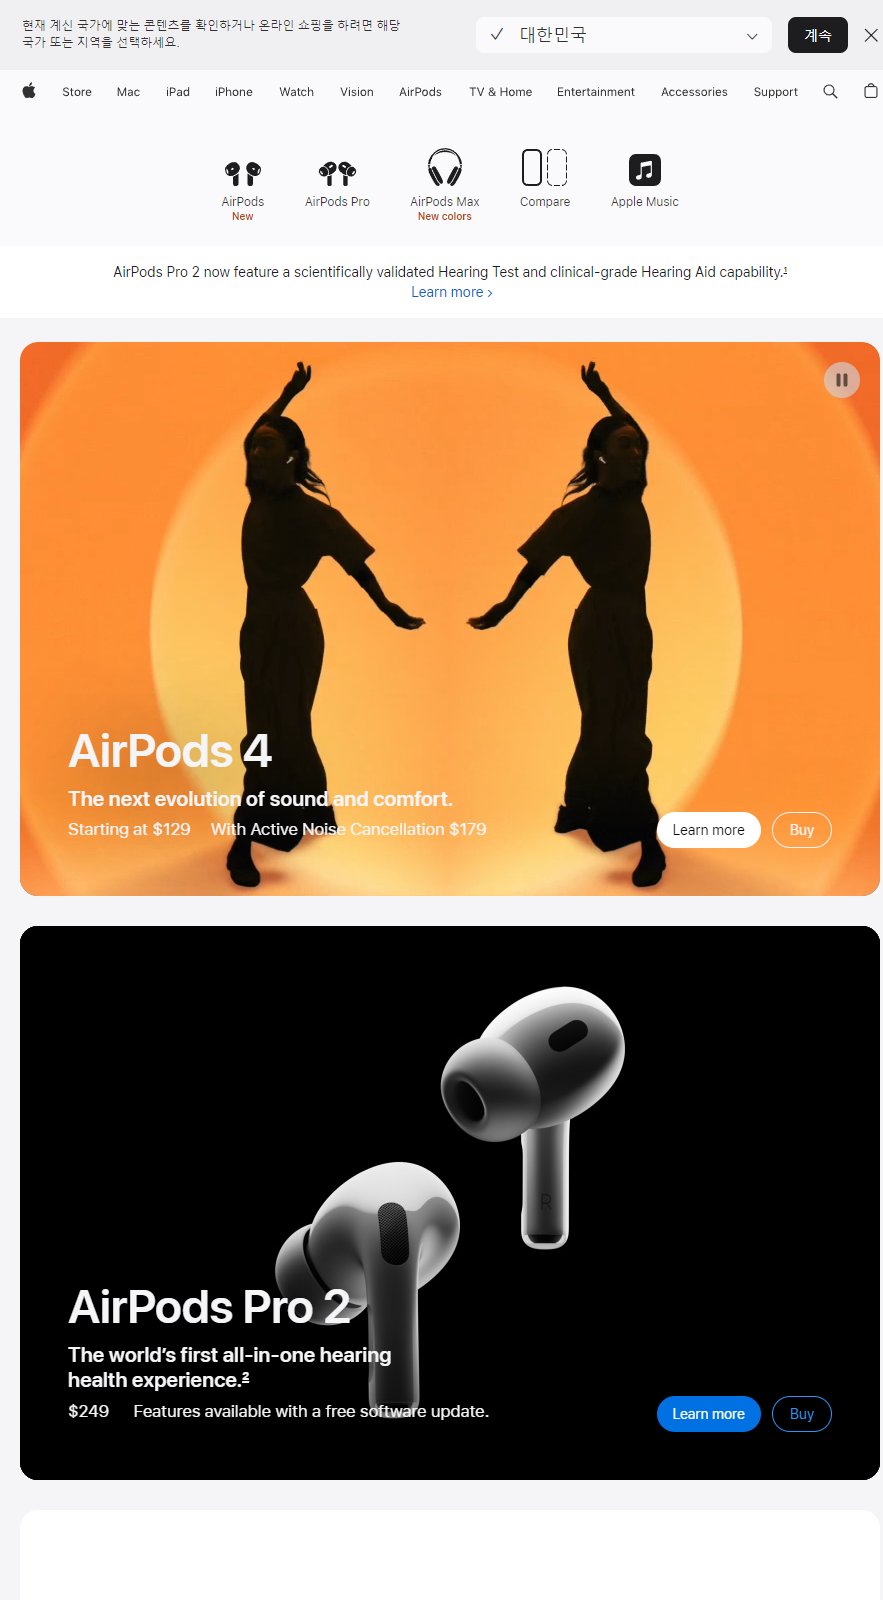 현재 계신 국가에 맞는 콘텐츠를 확인하거나 온라인 쇼핑을 하려면 해당
국가 또는 지역을 선택하세요.
대한민국
계속
Store Mac iPad iPhone Watch Vision AirPods TV & Home Entertainment Accessories Support
AirPods AirPods Pro AirPods Max Compare Apple Music
New New colors
AirPods Pro 2 now feature a scientifically validated Hearing Test and clinical-grade Hearing Aid capability.¹
Learn more >
AirPods 4
The next evolution of sound and comfort.
Starting at $129 With Active Noise Cancellation $179
Learn more Buy
R
AirPods Pro 2
The world’s first all-in-one hearing
health experience.²
$249 Features available with a free software update.
Learn more Buy